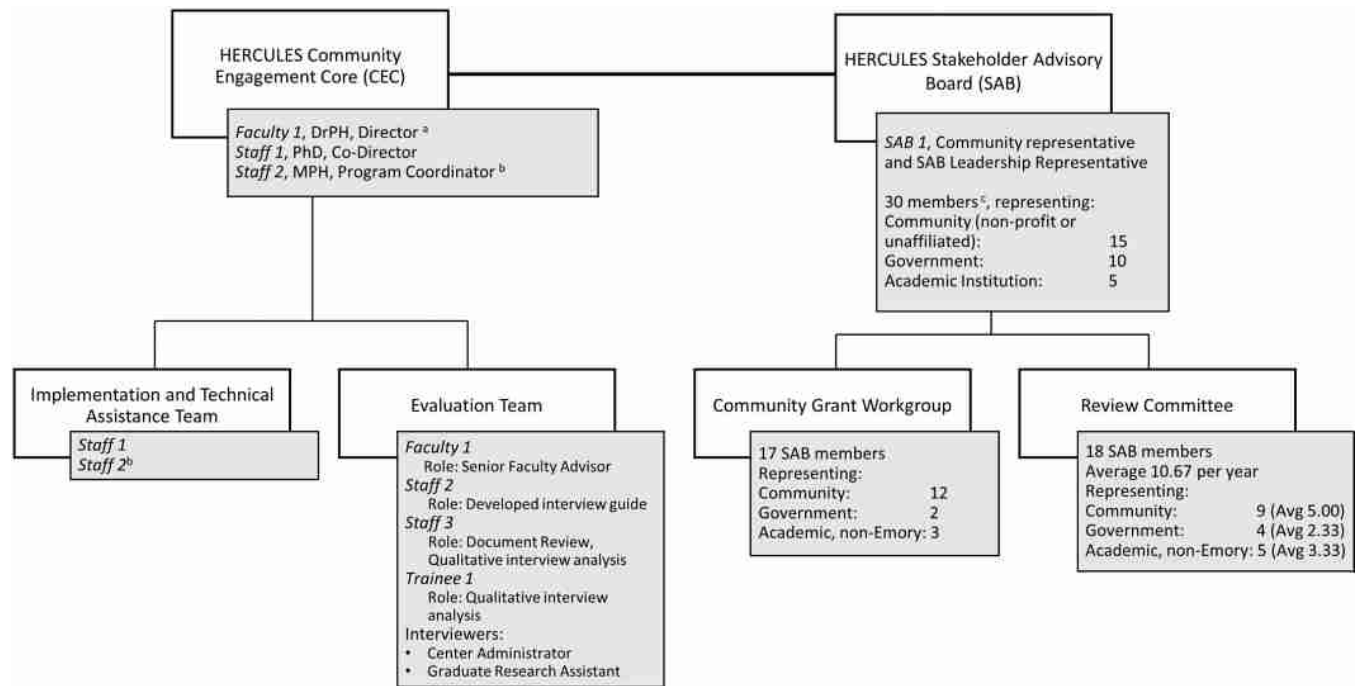 HERCULES Community
Engagement Core (CEC)
Faculty 1, DrPH, Director a
Staff 1, PhD, Co-Director
Staff 2, MPH, Program Coordinator b
HERCULES Stakeholder Advisory
Board (SAB)
SAB 1, Community representative
and SAB Leadership Representative
30 members c, representing:
Community (non-profit or
unaffiliated): 15
Government: 10
Academic Institution: 5
Implementation and Technical
Assistance Team
Staff 1
Staff 2b
Evaluation Team
Faculty 1
Role: Senior Faculty Advisor
Staff 2
Role: Developed interview guide
Staff 3
Role: Document Review,
Qualitative interview analysis
Trainee 1
Role: Qualitative interview
analysis
Interviewers:
• Center Administrator
• Graduate Research Assistant
Community Grant Workgroup
17 SAB members
Representing:
Community: 12
Government: 2
Academic, non-Emory: 3
Review Committee
18 SAB members
Average 10.67 per year
Representing:
Community: 9 (Avg 5.00)
Government: 4 (Avg 2.33)
Academic, non-Emory: 5 (Avg 3.33)